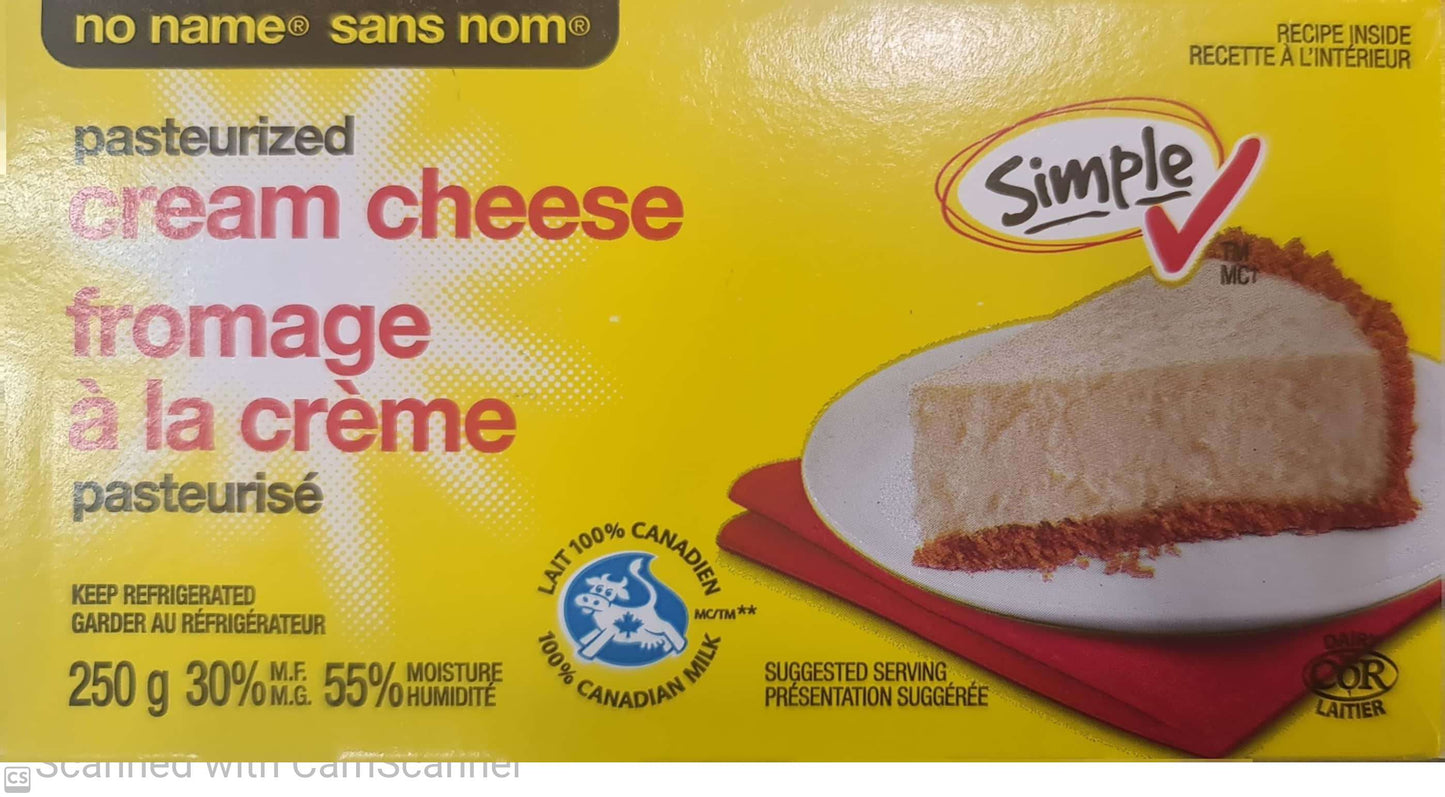 no name® sans nom®
RECIPE INSIDE
RECETTE À L'INTÉRIEUR
pasteurized
cream cheese
fromage
à la crème
pasteurisé
Simple
TM
MC†
KEEP REFRIGERATED
GARDER AU RÉFRIGÉRATEUR
250 g 30% M.F. M.G. 55% MOISTURE HUMIDITÉ
LAIT 100% CANADIEN
MC/TM**
100% CANADIAN MILK
SUGGESTED SERVING
PRÉSENTATION SUGGÉRÉE
DAIRY
COR
LAITIER
CS Scanned with CamScanner